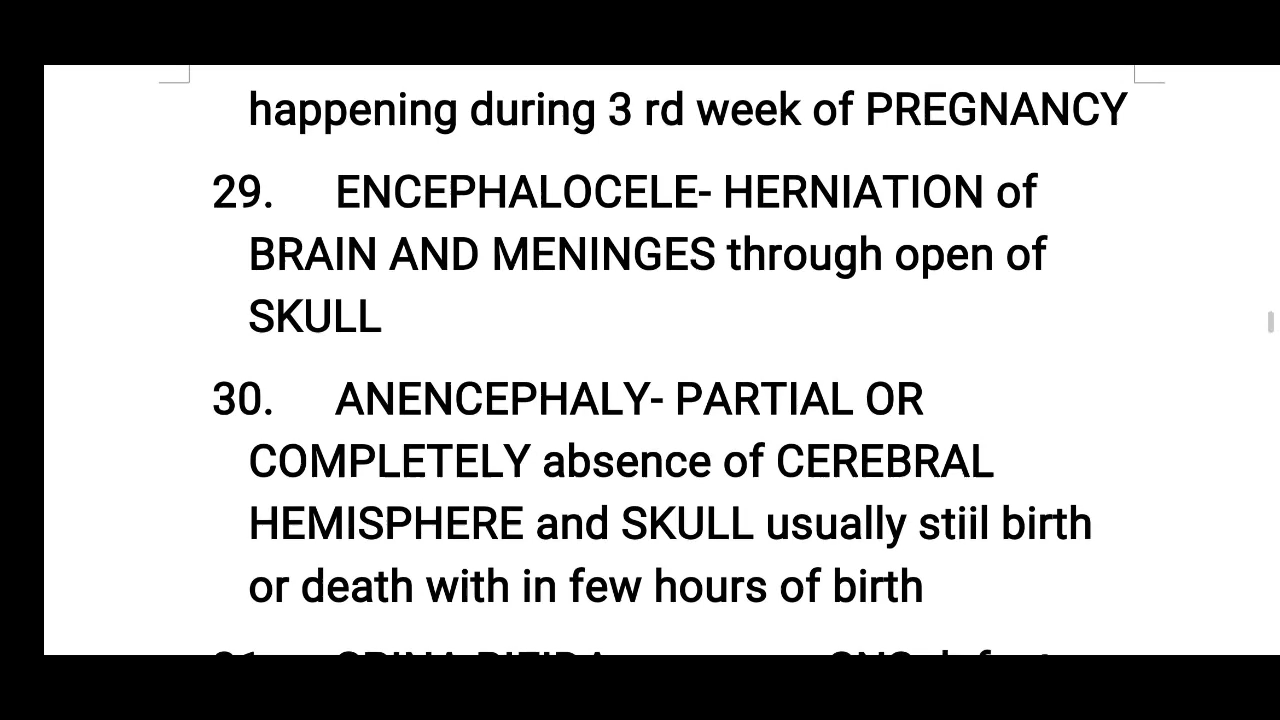 happening during 3 rd week of PREGNANCY
29. ENCEPHALOCELE- HERNIATION of
BRAIN AND MENINGES through open of
SKULL
30. ANENCEPHALY- PARTIAL OR
COMPLETELY absence of CEREBRAL
HEMISPHERE and SKULL usually stiil birth
or death with in few hours of birth